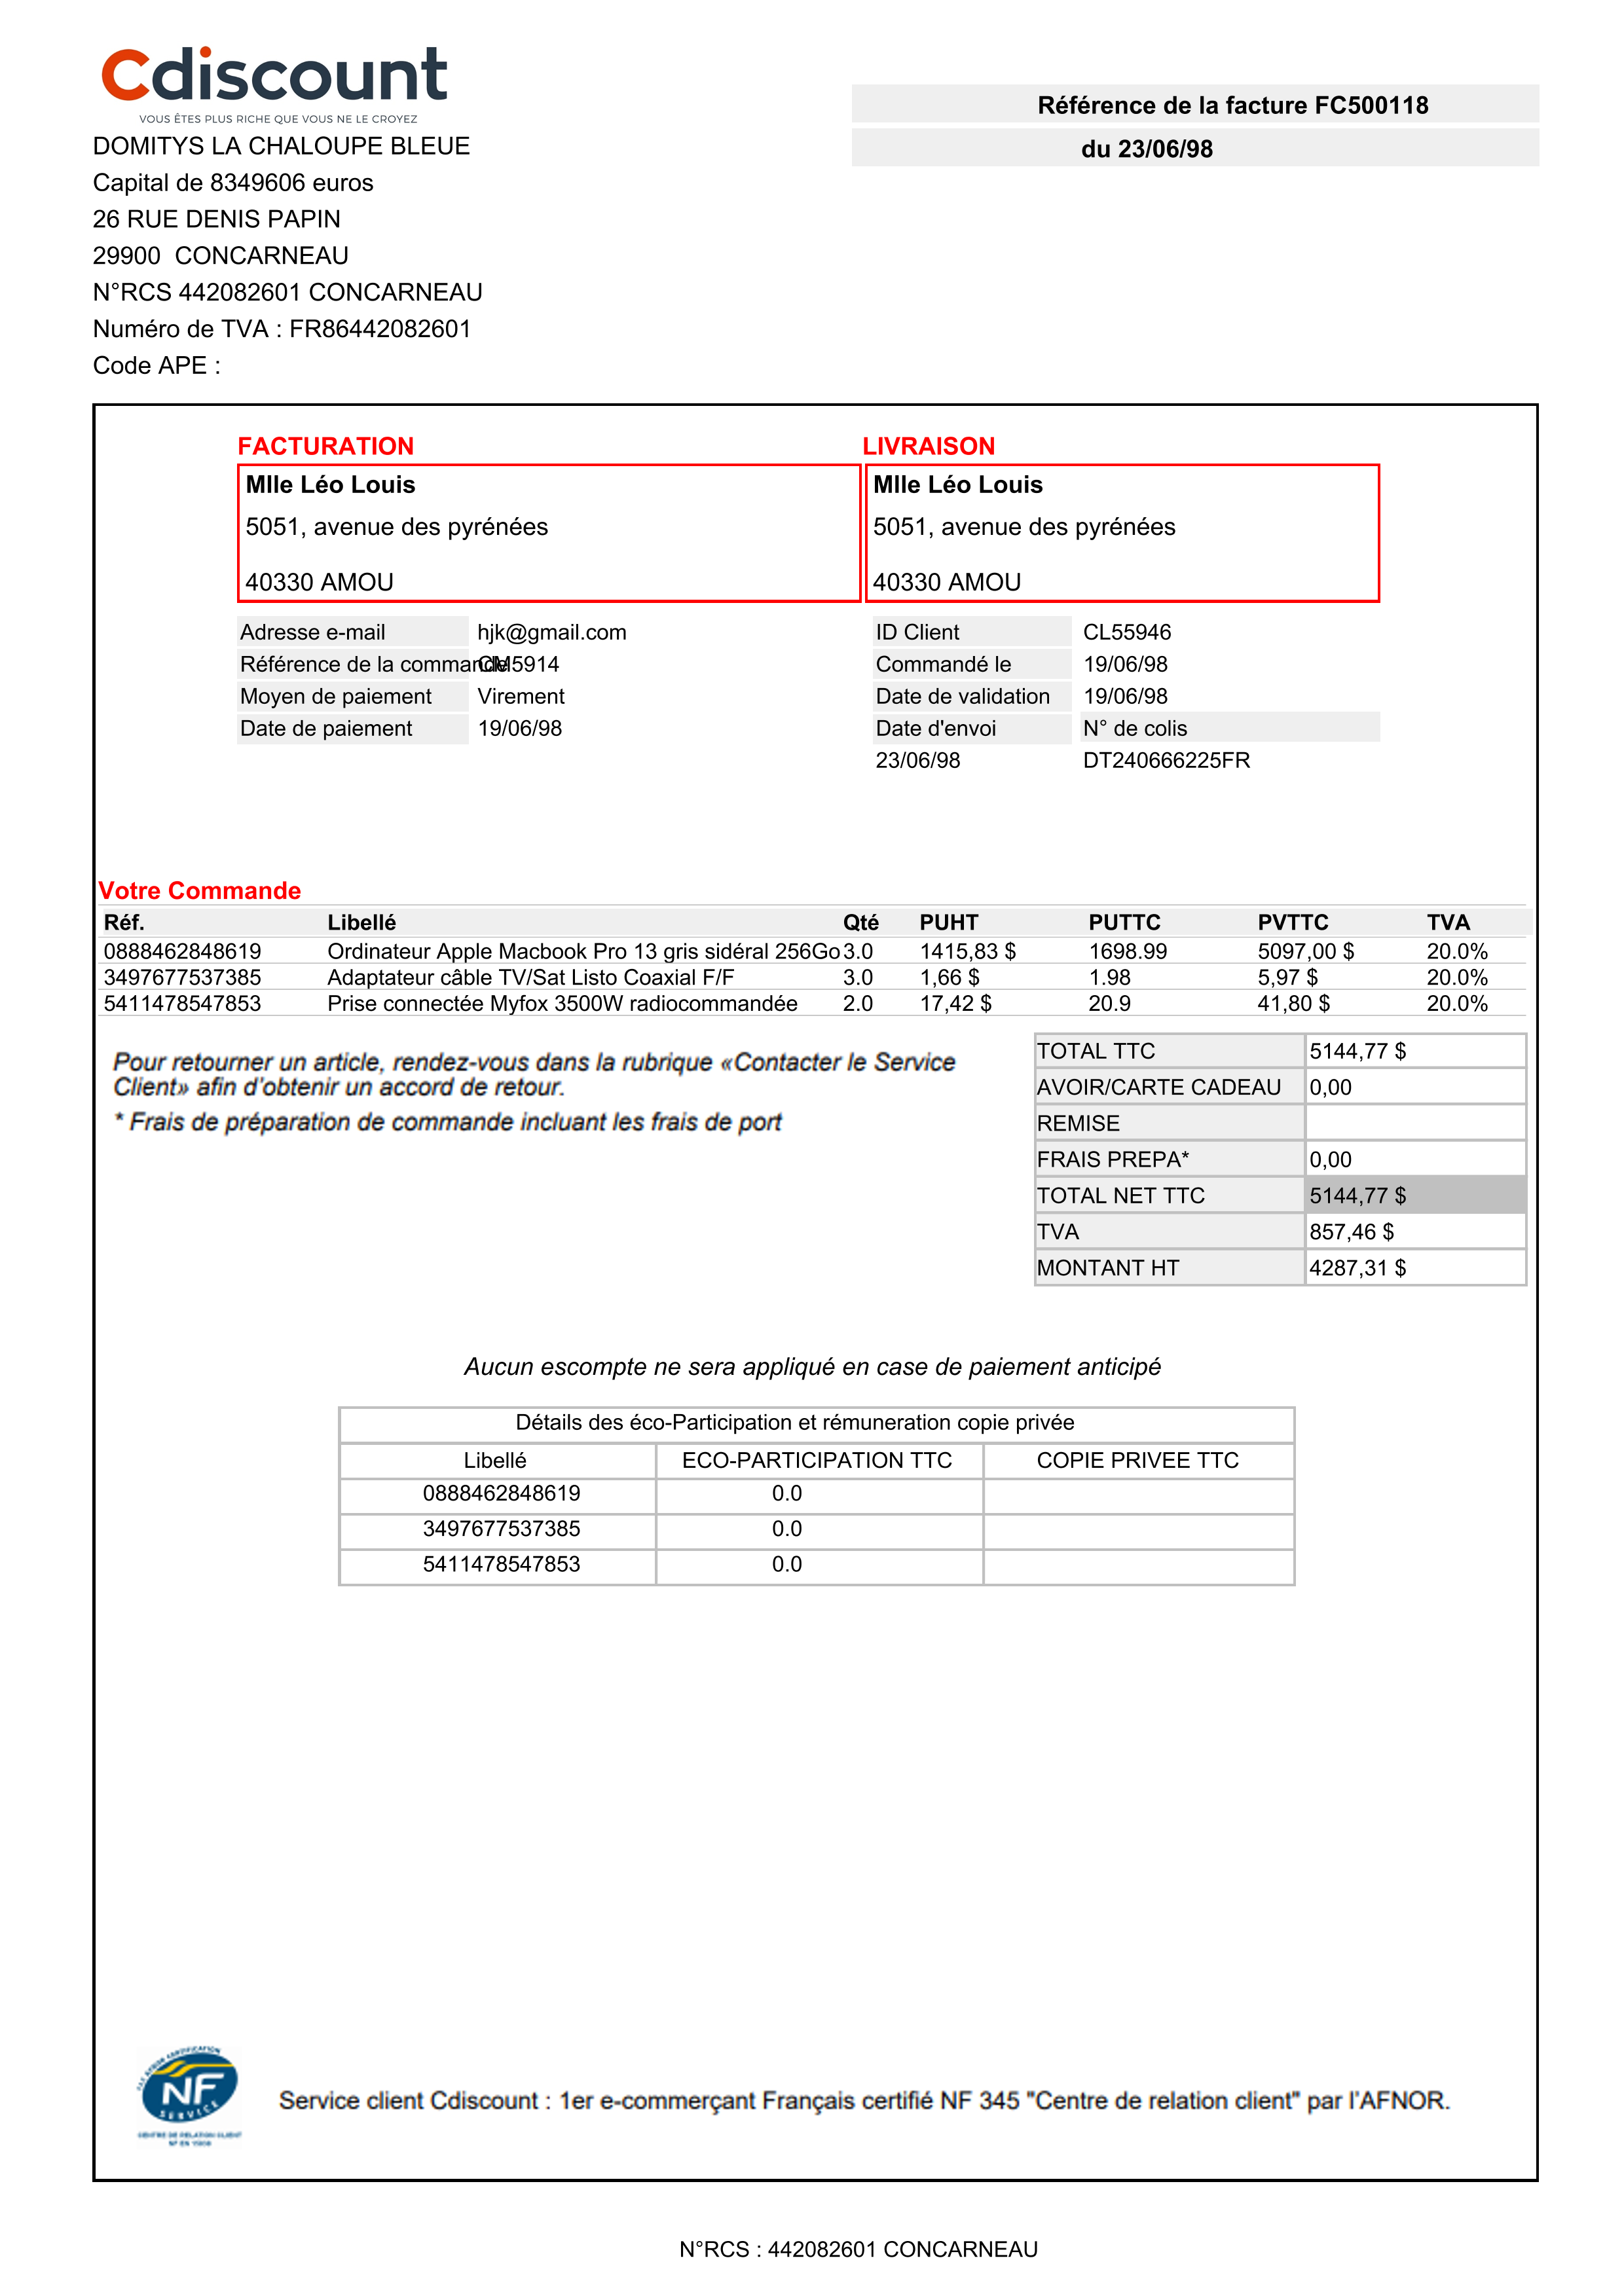 Cdiscount
VOUS ÊTES PLUS RICHE QUE VOUS NE LE CROYEZ
Référence de la facture FC500118
du 23/06/98
DOMITYS LA CHALOUPE BLEUE
Capital de 8349606 euros
26 RUE DENIS PAPIN
29900 CONCARNEAU
N°RCS 442082601 CONCARNEAU
Numéro de TVA : FR86442082601
Code APE :
FACTURATION LIVRAISON
Mlle Léo Louis Mlle Léo Louis
5051, avenue des pyrénées 5051, avenue des pyrénées
40330 AMOU 40330 AMOU
Adresse e-mail hjk@gmail.com ID Client CL55946
Référence de la commande CM5914 Commandé le 19/06/98
Moyen de paiement Virement Date de validation 19/06/98
Date de paiement 19/06/98 Date d'envoi N° de colis
23/06/98 DT240666225FR
Votre Commande
Réf. Libellé Qté PUHT PUTTC PVTTC TVA
0888462848619 Ordinateur Apple Macbook Pro 13 gris sidéral 256Go 3.0 1415,83 $ 1698.99 5097,00 $ 20.0%
3497677537385 Adaptateur câble TV/Sat Listo Coaxial F/F 3.0 1,66 $ 1.98 5,97 $ 20.0%
5411478547853 Prise connectée Myfox 3500W radiocommandée 2.0 17,42 $ 20.9 41,80 $ 20.0%
Pour retourner un article, rendez-vous dans la rubrique «Contacter le Service
Client» afin d'obtenir un accord de retour.
* Frais de préparation de commande incluant les frais de port
TOTAL TTC 5144,77 $
AVOIR/CARTE CADEAU 0,00
REMISE
FRAIS PREPA* 0,00
TOTAL NET TTC 5144,77 $
TVA 857,46 $
MONTANT HT 4287,31 $
Aucun escompte ne sera appliqué en case de paiement anticipé
Détails des éco-Participation et rémuneration copie privée
Libellé ECO-PARTICIPATION TTC COPIE PRIVEE TTC
0888462848619 0.0
3497677537385 0.0
5411478547853 0.0
NF
SERVICE
CENTRE DE RELATION CLIENT
Service client Cdiscount : 1er e-commerçant Français certifié NF 345 "Centre de relation client" par l'AFNOR.
N°RCS : 442082601 CONCARNEAU